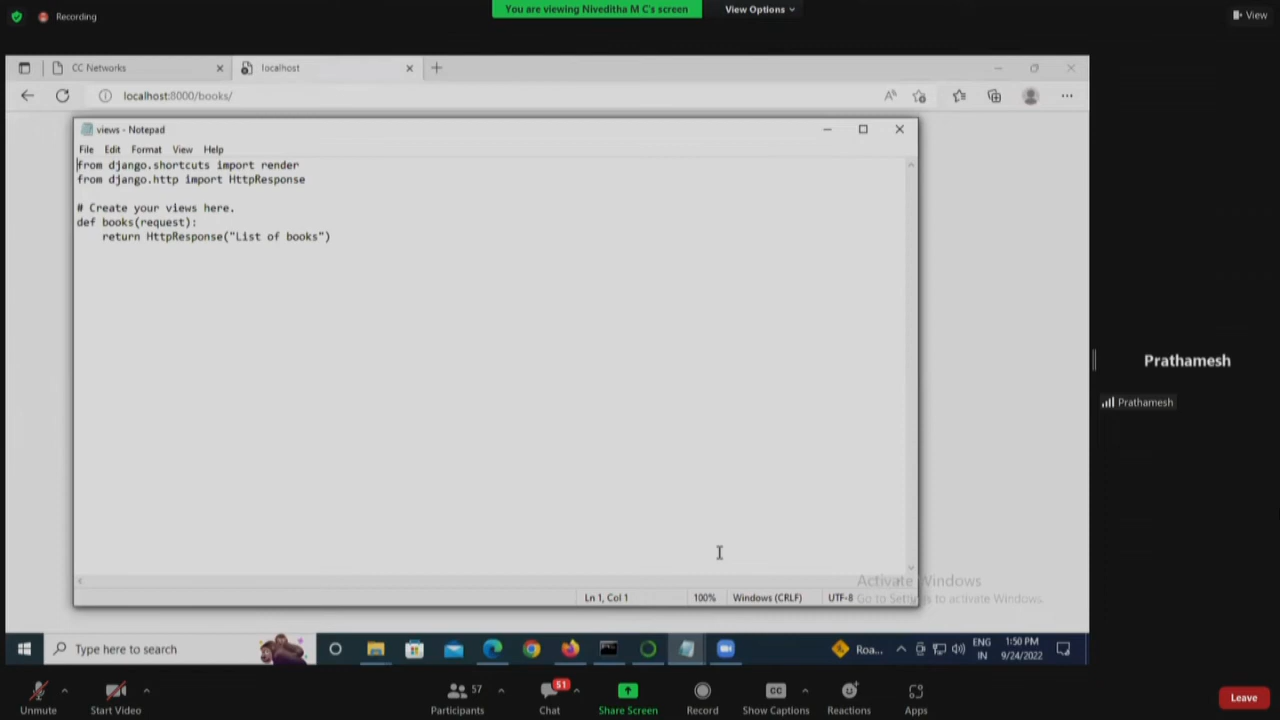 Recording
You are viewing Niveditha M C's screen
View Options
View
CC Networks
localhost
localhost:8000/books/
views - Notepad
File Edit Format View Help
from django.shortcuts import render
from django.http import HttpResponse
# Create your views here.
def books(request):
    return HttpResponse("List of books")
Prathamesh
Prathamesh
Activate Windows
Go to Settings to activate Windows.
Ln 1, Col 1
100%
Windows (CRLF)
UTF-8
Type here to search
Roa...
ENG
IN
1:50 PM
9/24/2022
Unmute
Start Video
57
Participants
51
Chat
Share Screen
Record
CC
Show Captions
Reactions
Apps
Leave